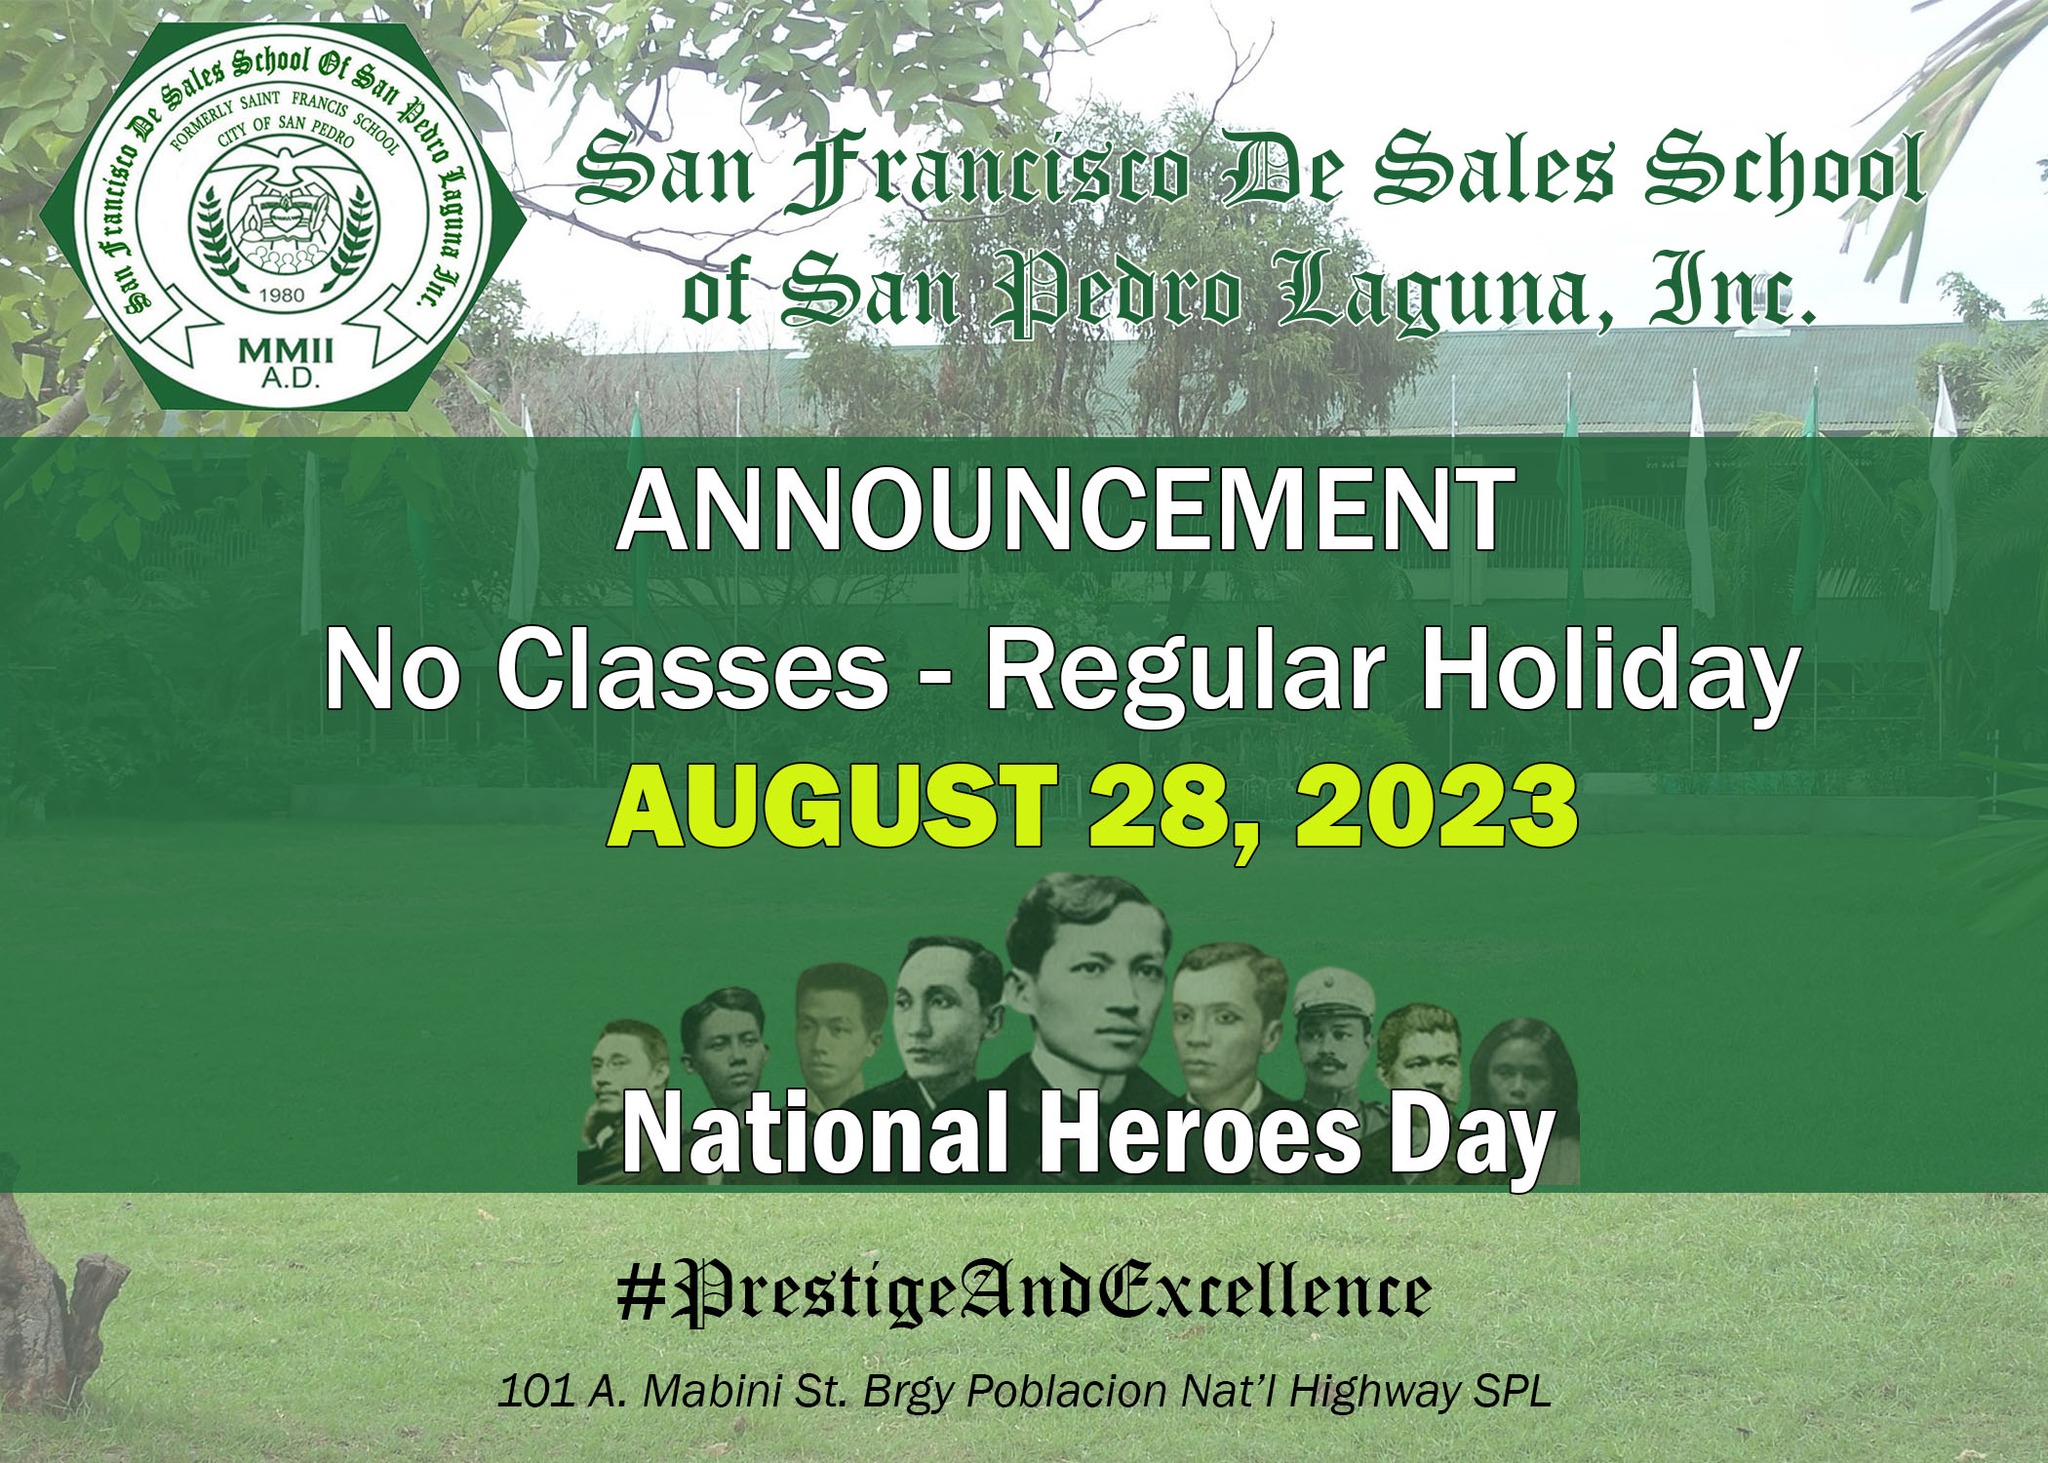 San Francisco De Sales School Of San Pedro Laguna Inc.
FORMERLY SAINT FRANCIS SCHOOL
CITY OF SAN PEDRO
1980
MMII
A.D.
San Francisco De Sales School
of San Pedro Laguna, Inc.
ANNOUNCEMENT
No Classes - Regular Holiday
AUGUST 28, 2023
National Heroes Day
#PrestigeAndExcellence
101 A. Mabini St. Brgy Poblacion Nat'l Highway SPL